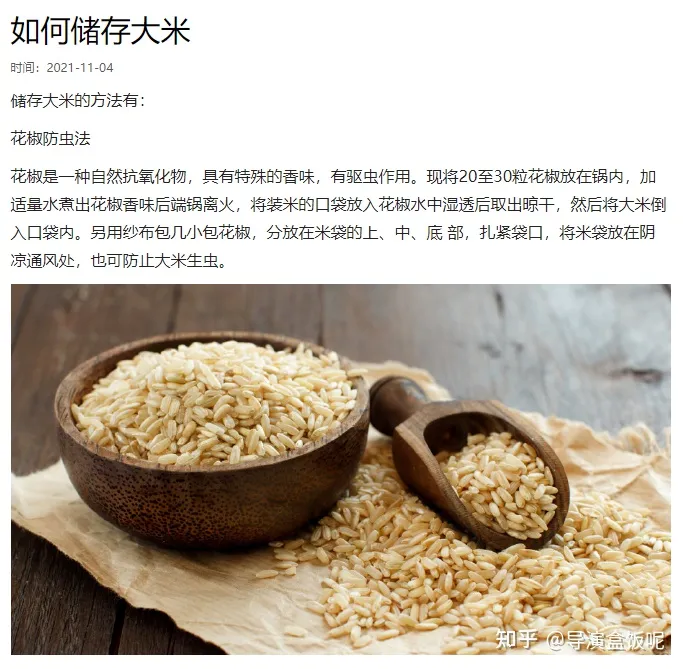 如何储存大米
时间：2021-11-04
储存大米的方法有：
花椒防虫法
花椒是一种自然抗氧化物，具有特殊的香味，有驱虫作用。现将20至30粒花椒放在锅内，加
适量水煮出花椒香味后端锅离火，将装米的口袋放入花椒水中湿透后取出晾干，然后将大米倒
入口袋内。另用纱布包几小包花椒，分放在米袋的上、中、底 部，扎紧袋口，将米袋放在阴
凉通风处，也可防止大米生虫。
知乎 @导演盒饭呢